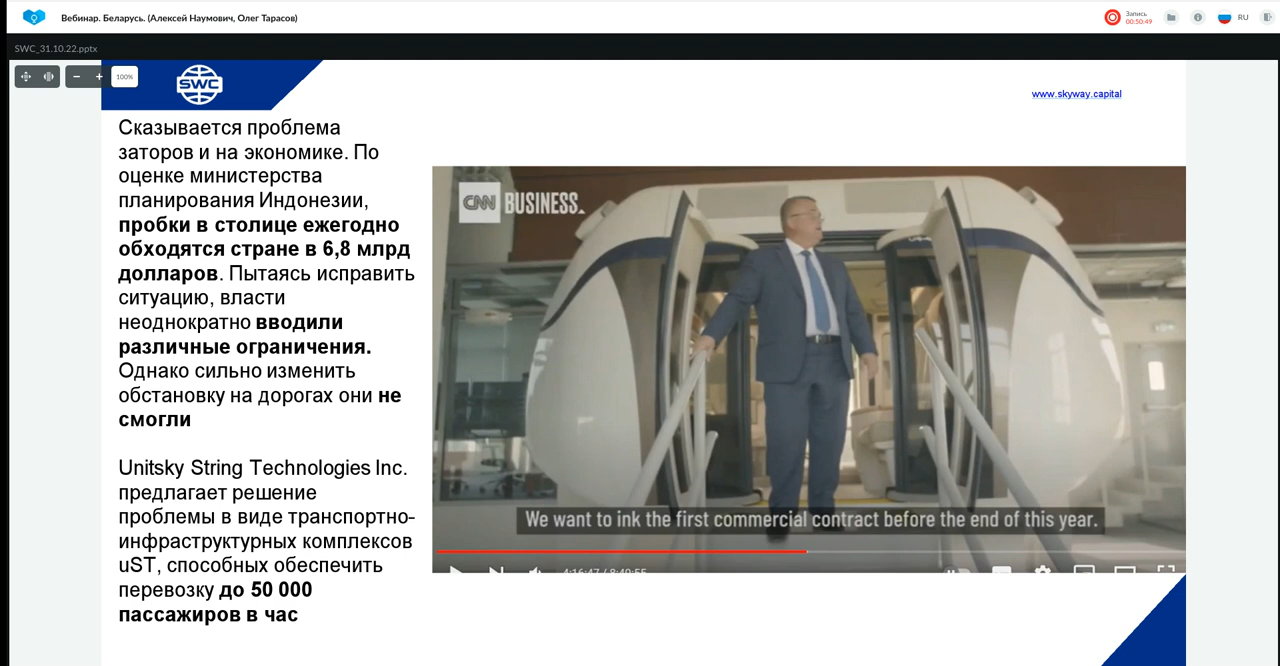 Вебинар. Беларусь. (Алексей Наумович, Олег Тарасов)
Запись
00:50:49
RU
SWC_31.10.22.pptx
100%
SWC
www.skyway.capital
Сказывается проблема
заторов и на экономике. По
оценке министерства
планирования Индонезии,
пробки в столице ежегодно
обходятся стране в 6,8 млрд
долларов. Пытаясь исправить
ситуацию, власти
неоднократно вводили
различные ограничения.
Однако сильно изменить
обстановку на дорогах они не
смогли
Unitsky String Technologies Inc.
предлагает решение
проблемы в виде транспортно-
инфраструктурных комплексов
uST, способных обеспечить
перевозку до 50 000
пассажиров в час
CNN BUSINESS
We want to ink the first commercial contract before the end of this year.